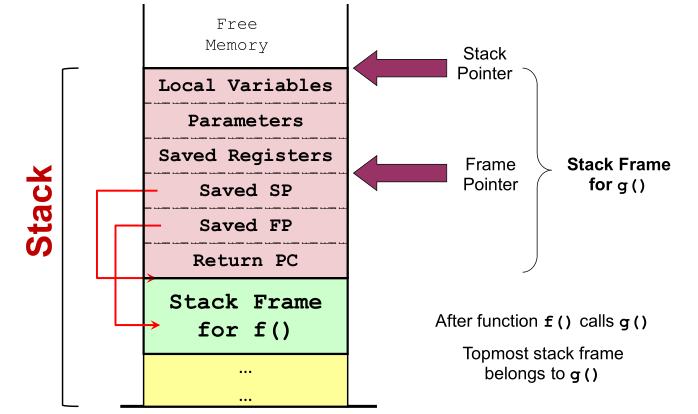 Free
Memory
Stack
Pointer
Local Variables
Parameters
Saved Registers
Frame
Pointer
Saved SP
Saved FP
Return PC
Stack Frame
for g()
Stack
Stack Frame
for f()
After function f() calls g()
Topmost stack frame
belongs to g()
…
…